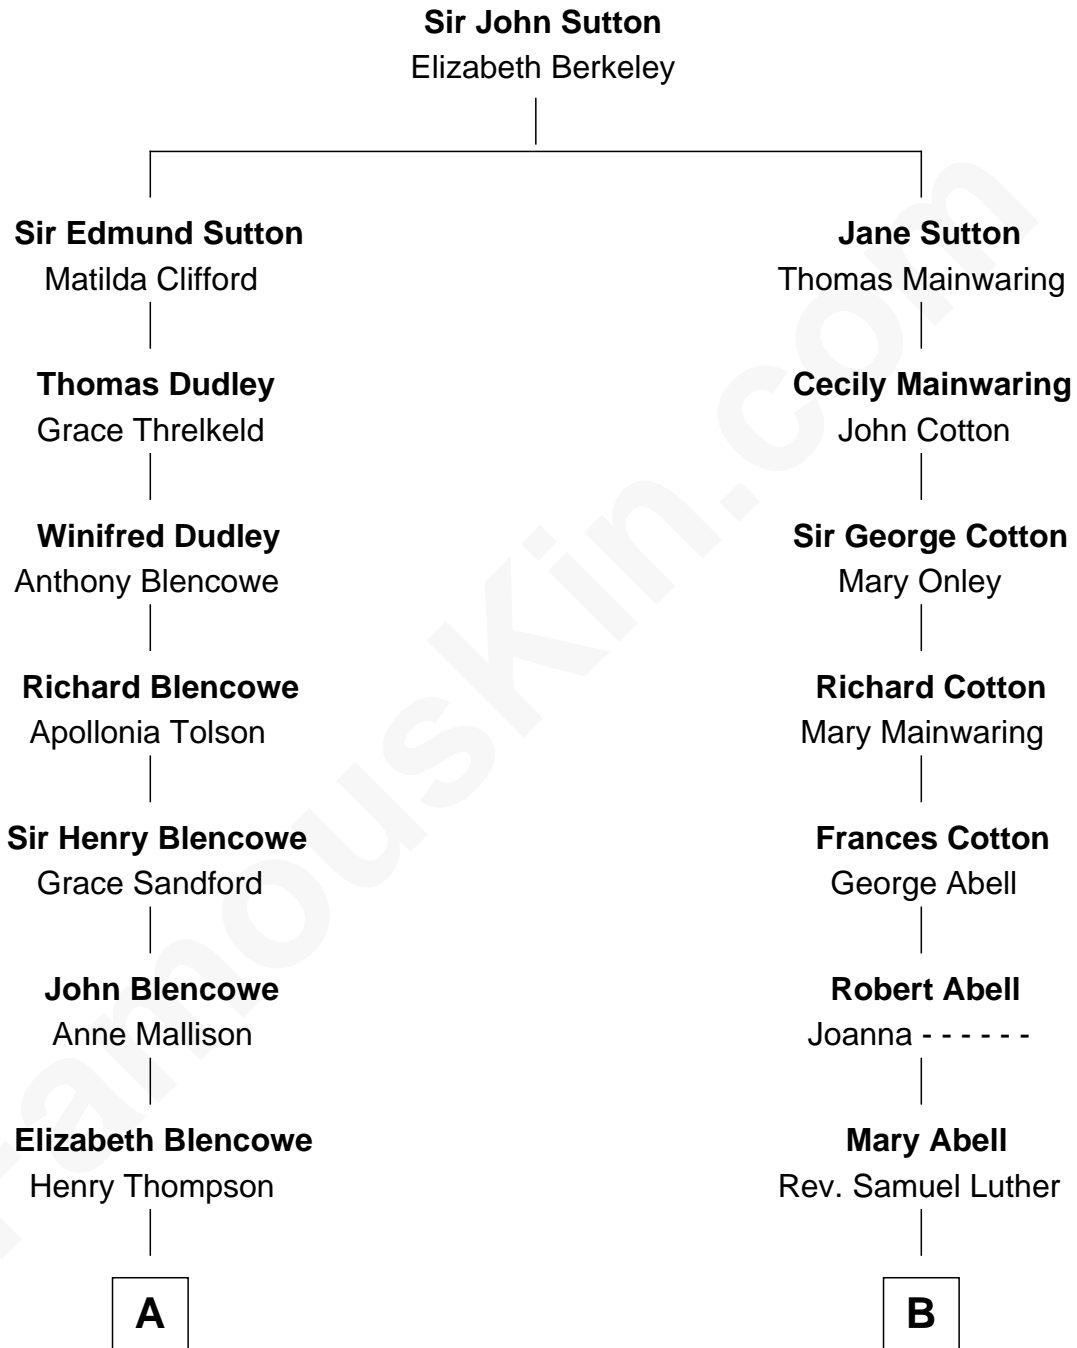 Sir John Sutton
Elizabeth Berkeley
Sir Edmund Sutton
Matilda Clifford
Jane Sutton
Thomas Mainwaring
Thomas Dudley
Grace Threlkeld
Cecily Mainwaring
John Cotton
Winifred Dudley
Anthony Blencowe
Sir George Cotton
Mary Onley
Richard Blencowe
Apollonia Tolson
Richard Cotton
Mary Mainwaring
Sir Henry Blencowe
Grace Sandford
Frances Cotton
George Abell
John Blencowe
Anne Mallison
Robert Abell
Joanna - - - - - -
Elizabeth Blencowe
Henry Thompson
Mary Abell
Rev. Samuel Luther
A
B
FamousKin.com